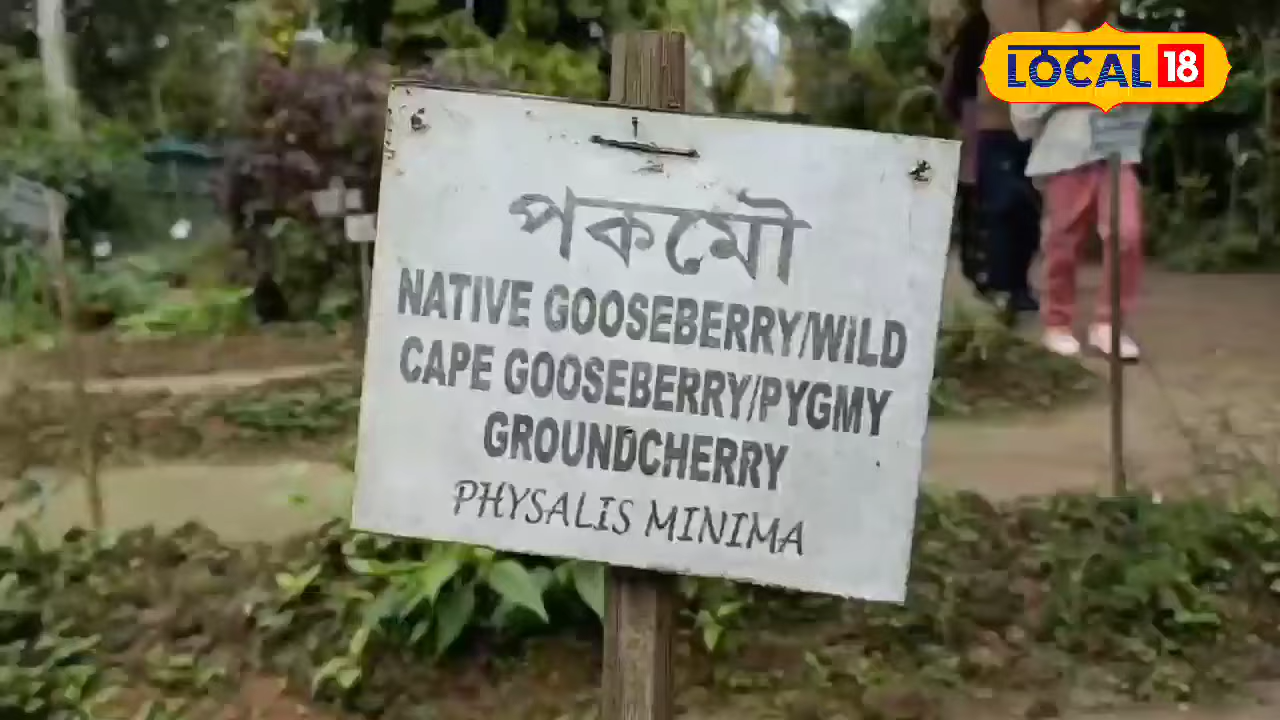 LOCAL 18
পকমৌ
NATIVE GOOSEBERRY/WILD
CAPE GOOSEBERRY/PYGMY
GROUNDCHERRY
PHYSALIS MINIMA